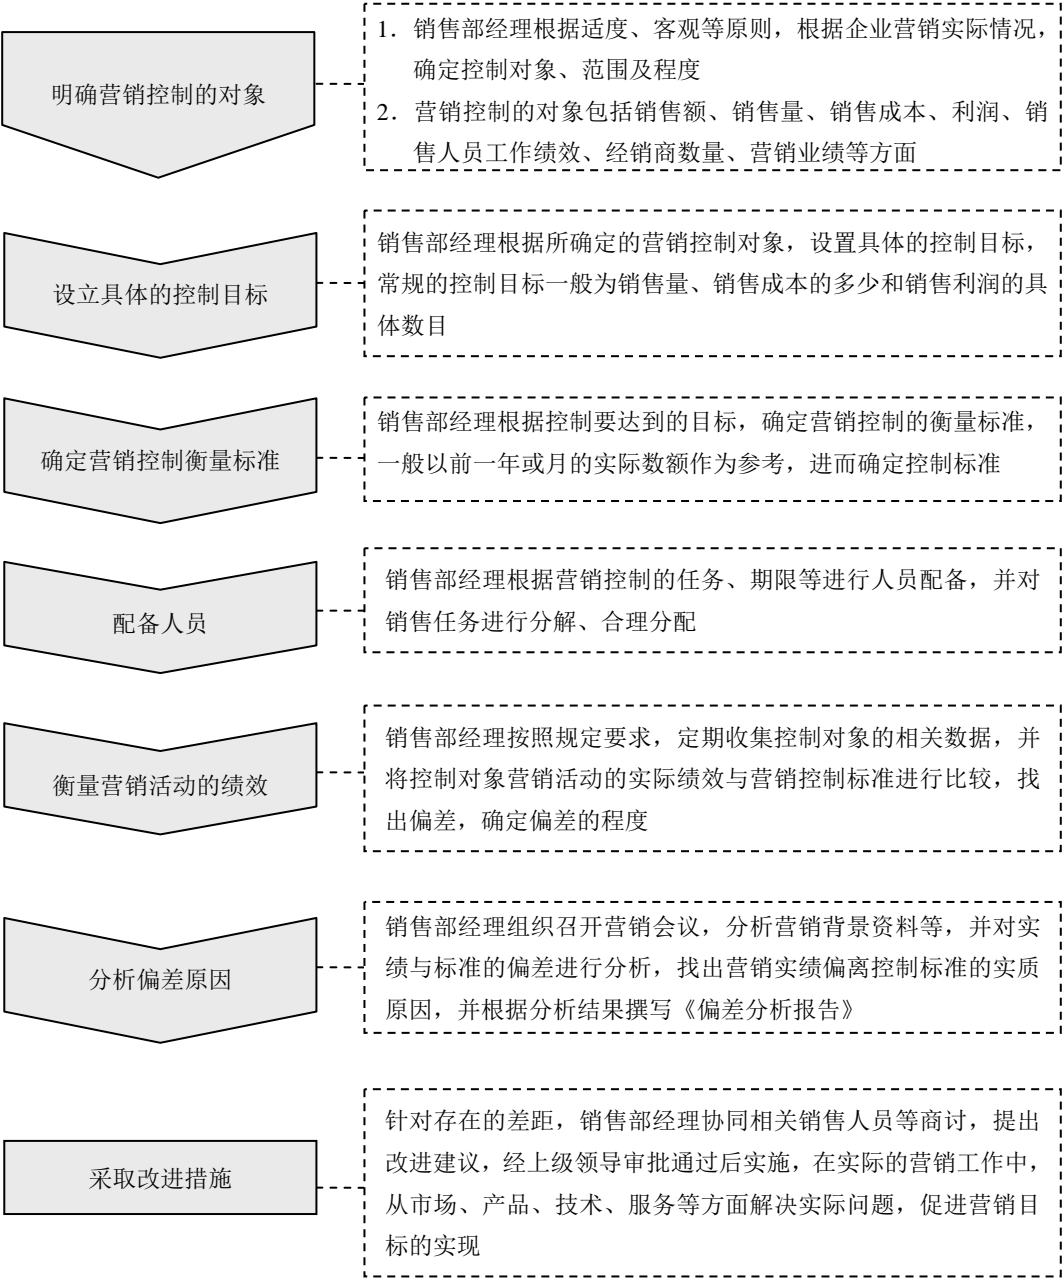 明确营销控制的对象
1．销售部经理根据适度、客观等原则，根据企业营销实际情况，
确定控制对象、范围及程度
2．营销控制的对象包括销售额、销售量、销售成本、利润、销
售人员工作绩效、经销商数量、营销业绩等方面
设立具体的控制目标
销售部经理根据所确定的营销控制对象，设置具体的控制目标，
常规的控制目标一般为销售量、销售成本的多少和销售利润的具
体数目
确定营销控制衡量标准
销售部经理根据控制要达到的目标，确定营销控制的衡量标准，
一般以前一年或月的实际数额作为参考，进而确定控制标准
配备人员
销售部经理根据营销控制的任务、期限等进行人员配备，并对
销售任务进行分解、合理分配
衡量营销活动的绩效
销售部经理按照规定要求，定期收集控制对象的相关数据，并
将控制对象营销活动的实际绩效与营销控制标准进行比较，找
出偏差，确定偏差的程度
分析偏差原因
销售部经理组织召开营销会议，分析营销背景资料等，并对实
绩与标准的偏差进行分析，找出营销实绩偏离控制标准的实质
原因，并根据分析结果撰写《偏差分析报告》
采取改进措施
针对存在的差距，销售部经理协同相关销售人员等商讨，提出
改进建议，经上级领导审批通过后实施，在实际的营销工作中，
从市场、产品、技术、服务等方面解决实际问题，促进营销目
标的实现